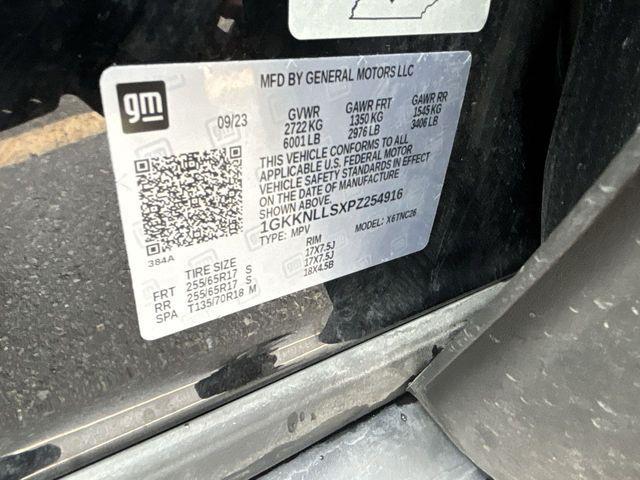 gm
MFD BY GENERAL MOTORS LLC
09/23
GVWR GAWR FRT GAWR RR
2722 KG 1350 KG 1545 KG
6001 LB 2976 LB 3406 LB
THIS VEHICLE CONFORMS TO ALL
APPLICABLE U.S. FEDERAL MOTOR
VEHICLE SAFETY STANDARDS IN EFFECT
ON THE DATE OF MANUFACTURE
SHOWN ABOVE.
1GKKNLLSXPZ254916
TYPE: MPV MODEL: X6TNC26
384A
TIRE SIZE RIM
FRT 255/65R17 S 17X7.5J
RR 255/65R17 S 17X7.5J
SPA T135/70R18 M 18X4.5B